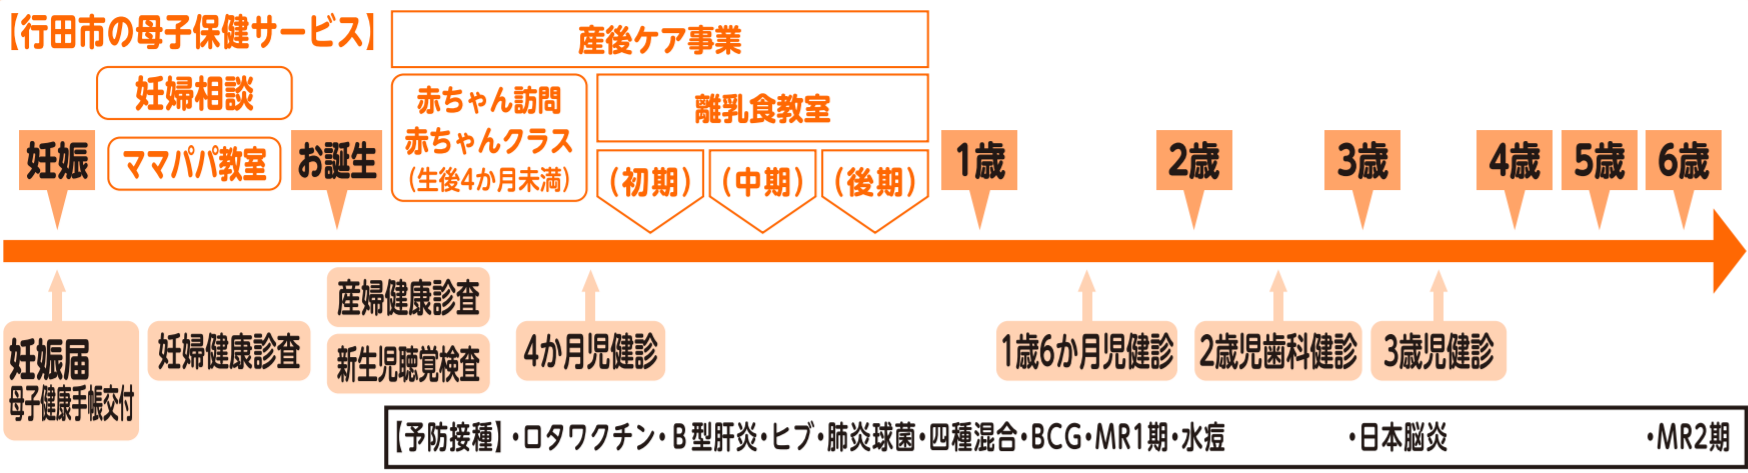 【行田市の母子保健サービス】
産後ケア事業
妊婦相談
赤ちゃん訪問
赤ちゃんクラス
(生後4か月未満)
離乳食教室
妊娠
ママパパ教室
お誕生
(初期)
(中期)
(後期)
1歳
2歳
3歳
4歳
5歳
6歳
妊娠届
母子健康手帳交付
妊婦健康診査
産婦健康診査
新生児聴覚検査
4か月児健診
1歳6か月児健診
2歳児歯科健診
3歳児健診
【予防接種】・ロタワクチン・B型肝炎・ヒブ・肺炎球菌・四種混合・BCG・MR1期・水痘 ・日本脳炎 ・MR2期